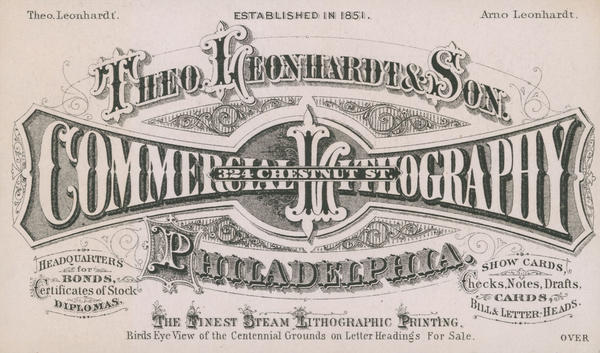 Theo. Leonhardt.
ESTABLISHED IN 1851.
Arno Leonhardt.
THEO. LEONHARDT & SON.
COMMERCIAL LITHOGRAPHY
324 CHESTNUT ST.
PHILADELPHIA.
HEADQUARTERS
for
BONDS,
Certificates of Stock
DIPLOMAS.
SHOW CARDS,
Checks, Notes, Drafts,
CARDS,
BILL & LETTER-HEADS.
THE FINEST STEAM LITHOGRAPHIC PRINTING.
Birds Eye View of the Centennial Grounds on Letter Headings For Sale.
OVER